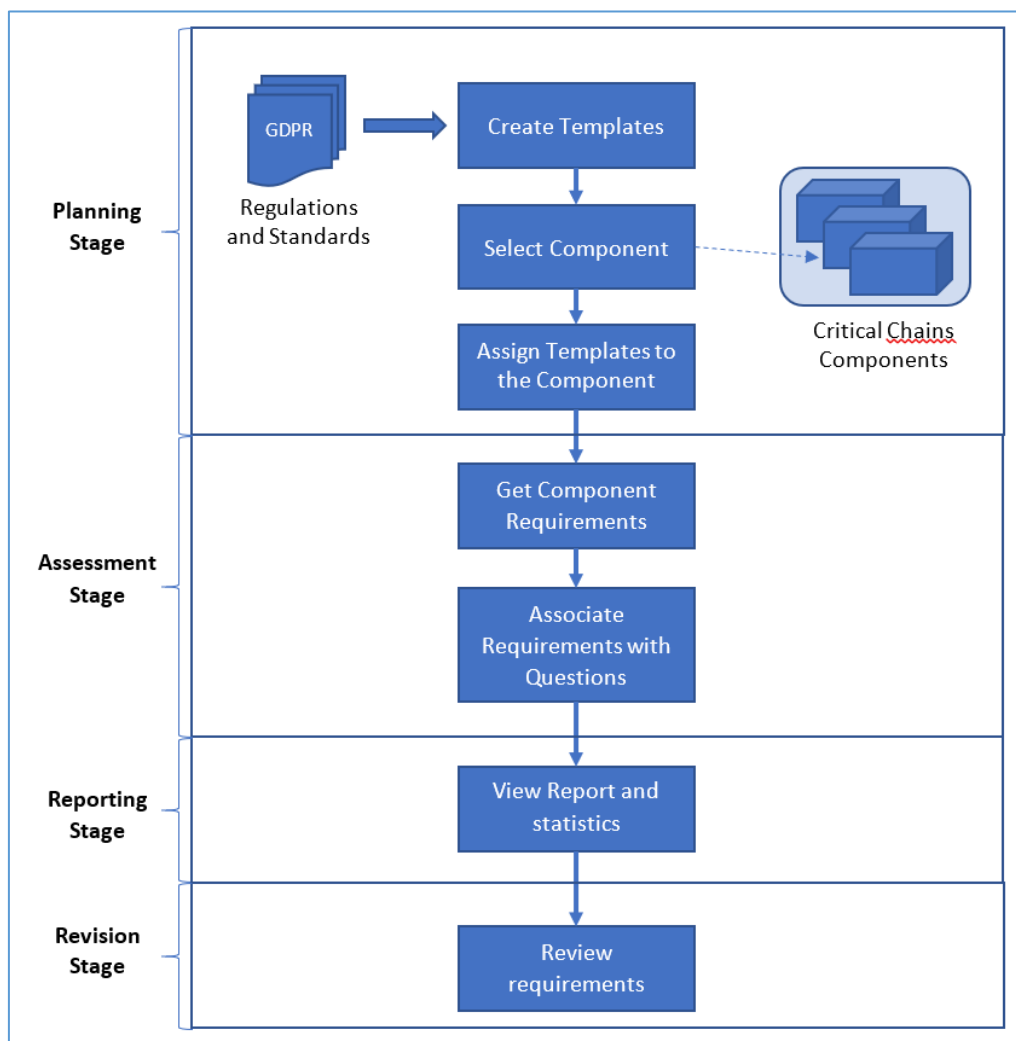 GDPR
Create Templates
Regulations
and Standards
Planning
Stage
Select Component
Critical Chains
Components
Assign Templates to
the Component
Get Component
Requirements
Assessment
Stage
Associate
Requirements with
Questions
Reporting
Stage
View Report and
statistics
Revision
Stage
Review
requirements